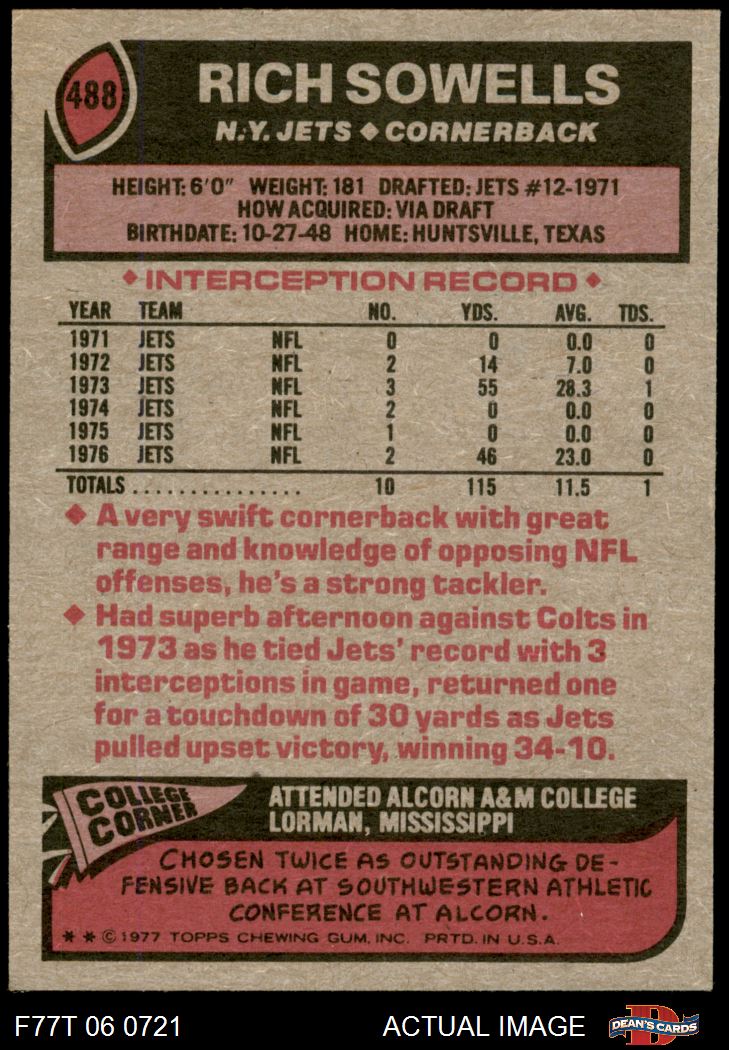 488
RICH SOWELLS
N.Y. JETS ◆ CORNERBACK
HEIGHT: 6'0" WEIGHT: 181 DRAFTED: JETS #12-1971
HOW ACQUIRED: VIA DRAFT
BIRTHDATE: 10-27-48 HOME: HUNTSVILLE, TEXAS
◆ INTERCEPTION RECORD ◆
YEAR TEAM NO. YDS. AVG. TDS.
1971 JETS NFL 0 0 0.0 0
1972 JETS NFL 2 14 7.0 0
1973 JETS NFL 3 55 28.3 1
1974 JETS NFL 2 0 0.0 0
1975 JETS NFL 1 0 0.0 0
1976 JETS NFL 2 46 23.0 0
TOTALS ................ 10 115 11.5 1
◆ A very swift cornerback with great
range and knowledge of opposing NFL
offenses, he's a strong tackler.
◆ Had superb afternoon against Colts in
1973 as he tied Jets' record with 3
interceptions in game, returned one
for a touchdown of 30 yards as Jets
pulled upset victory, winning 34-10.
COLLEGE
CORNER
ATTENDED ALCORN A&M COLLEGE
LORMAN, MISSISSIPPI
CHOSEN TWICE AS OUTSTANDING DE-
FENSIVE BACK AT SOUTHWESTERN ATHLETIC
CONFERENCE AT ALCORN.
* * © 1977 TOPPS CHEWING GUM, INC. PRTD. IN U.S.A.
F77T 06 0721 ACTUAL IMAGE D DEAN'S CARDS